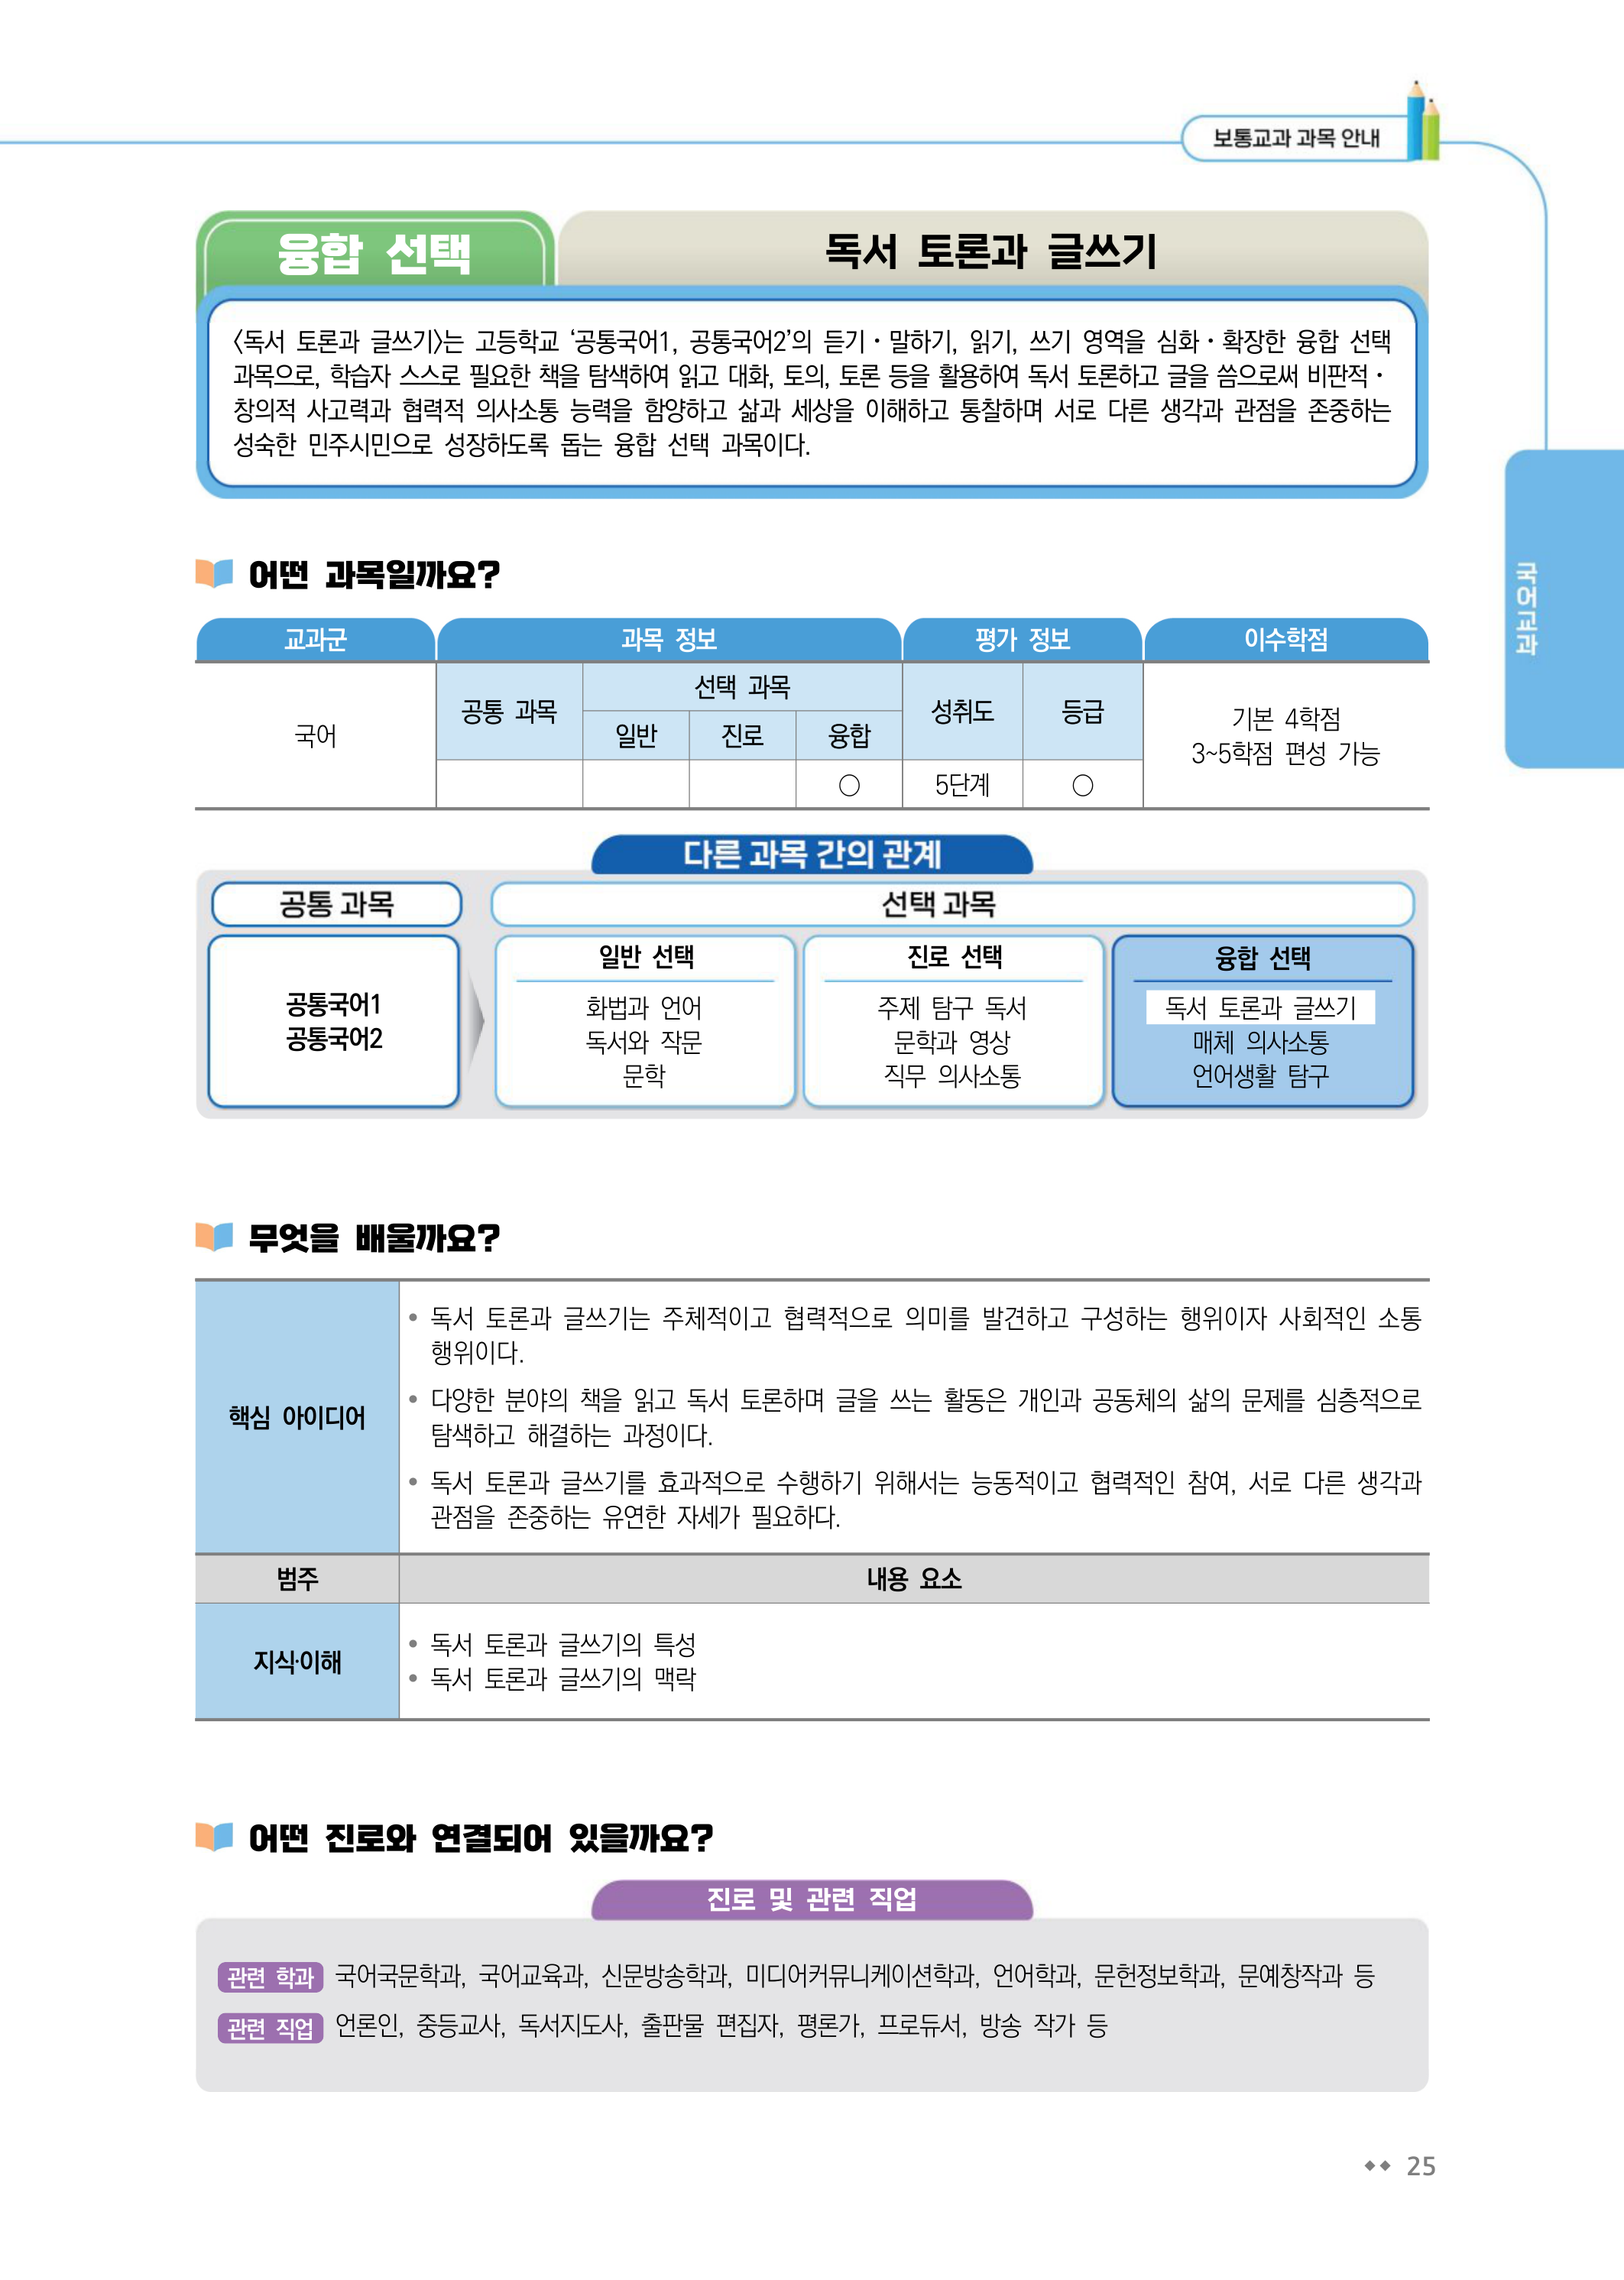 보통교과 과목 안내
융합 선택
독서 토론과 글쓰기
〈독서 토론과 글쓰기〉는 고등학교 ‘공통국어1, 공통국어2’의 듣기・말하기, 읽기, 쓰기 영역을 심화・확장한 융합 선택
과목으로, 학습자 스스로 필요한 책을 탐색하여 읽고 대화, 토의, 토론 등을 활용하여 독서 토론하고 글을 씀으로써 비판적・
창의적 사고력과 협력적 의사소통 능력을 함양하고 삶과 세상을 이해하고 통찰하며 서로 다른 생각과 관점을 존중하는
성숙한 민주시민으로 성장하도록 돕는 융합 선택 과목이다.
국어교과
어떤 과목일까요?
교과군 과목 정보 평가 정보 이수학점
국어
공통 과목
선택 과목
일반 진로 융합
성취도 등급
○ 5단계 ○
기본 4학점
3~5학점 편성 가능
다른 과목 간의 관계
공통 과목
선택 과목
공통국어1
공통국어2
일반 선택
화법과 언어
독서와 작문
문학
진로 선택
주제 탐구 독서
문학과 영상
직무 의사소통
융합 선택
독서 토론과 글쓰기
매체 의사소통
언어생활 탐구
무엇을 배울까요?
핵심 아이디어
• 독서 토론과 글쓰기는 주체적이고 협력적으로 의미를 발견하고 구성하는 행위이자 사회적인 소통
행위이다.
• 다양한 분야의 책을 읽고 독서 토론하며 글을 쓰는 활동은 개인과 공동체의 삶의 문제를 심층적으로
탐색하고 해결하는 과정이다.
• 독서 토론과 글쓰기를 효과적으로 수행하기 위해서는 능동적이고 협력적인 참여, 서로 다른 생각과
관점을 존중하는 유연한 자세가 필요하다.
범주 내용 요소
지식·이해
• 독서 토론과 글쓰기의 특성
• 독서 토론과 글쓰기의 맥락
어떤 진로와 연결되어 있을까요?
진로 및 관련 직업
관련 학과 국어국문학과, 국어교육과, 신문방송학과, 미디어커뮤니케이션학과, 언어학과, 문헌정보학과, 문예창작과 등
관련 직업 언론인, 중등교사, 독서지도사, 출판물 편집자, 평론가, 프로듀서, 방송 작가 등
◆◆ 25